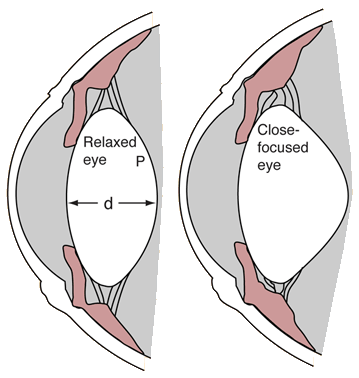 Relaxed
eye P
d
Close-
focused
eye